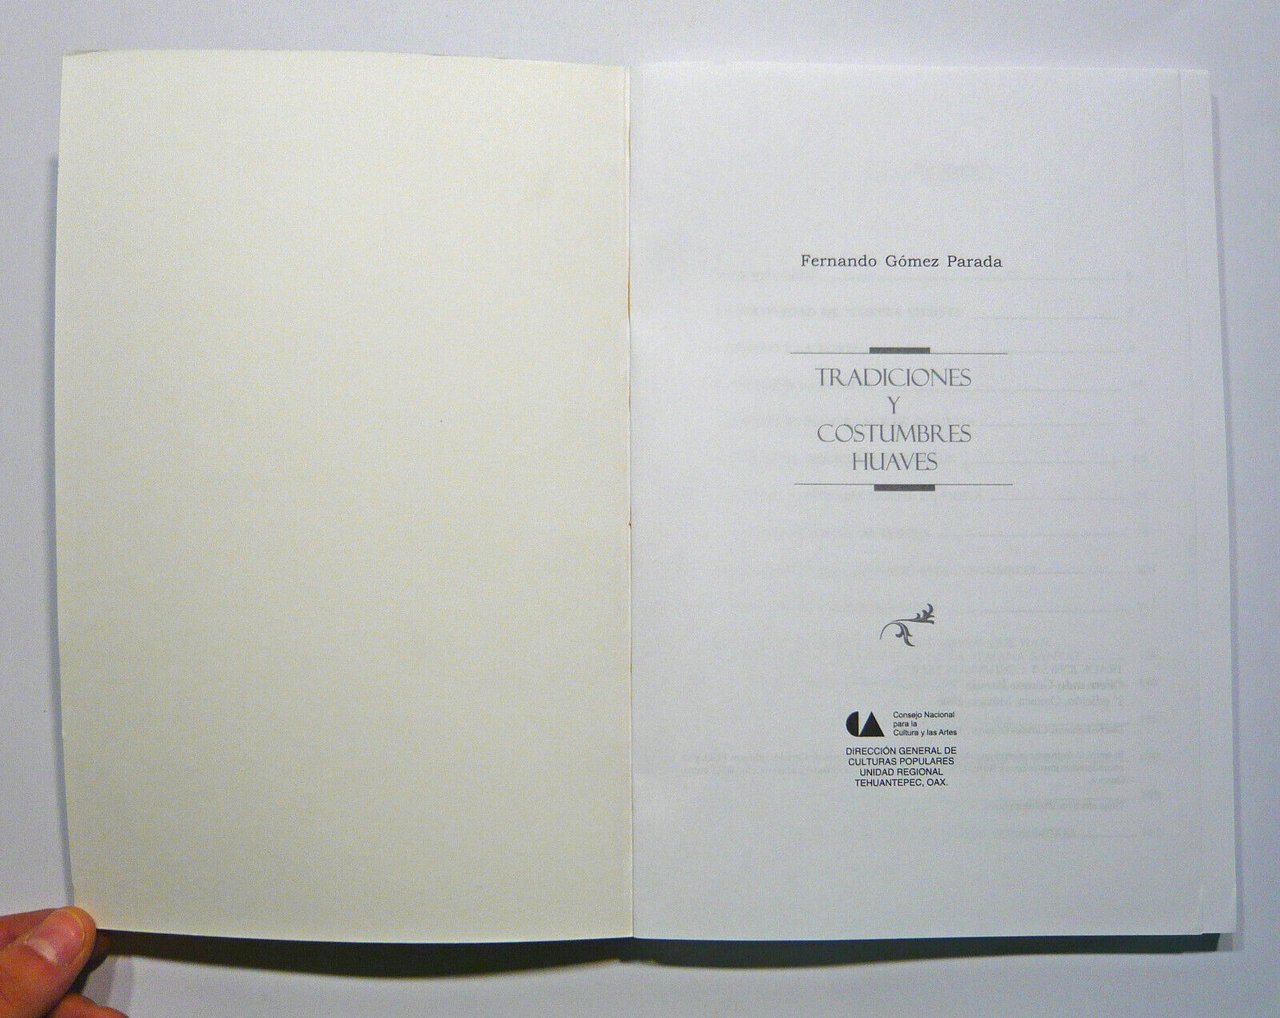 Fernando Gómez Parada
TRADICIONES
Y
COSTUMBRES
HUAVES
Consejo Nacional
para la
Cultura y las Artes
DIRECCIÓN GENERAL DE
CULTURAS POPULARES
UNIDAD REGIONAL
TEHUANTEPEC, OAX.